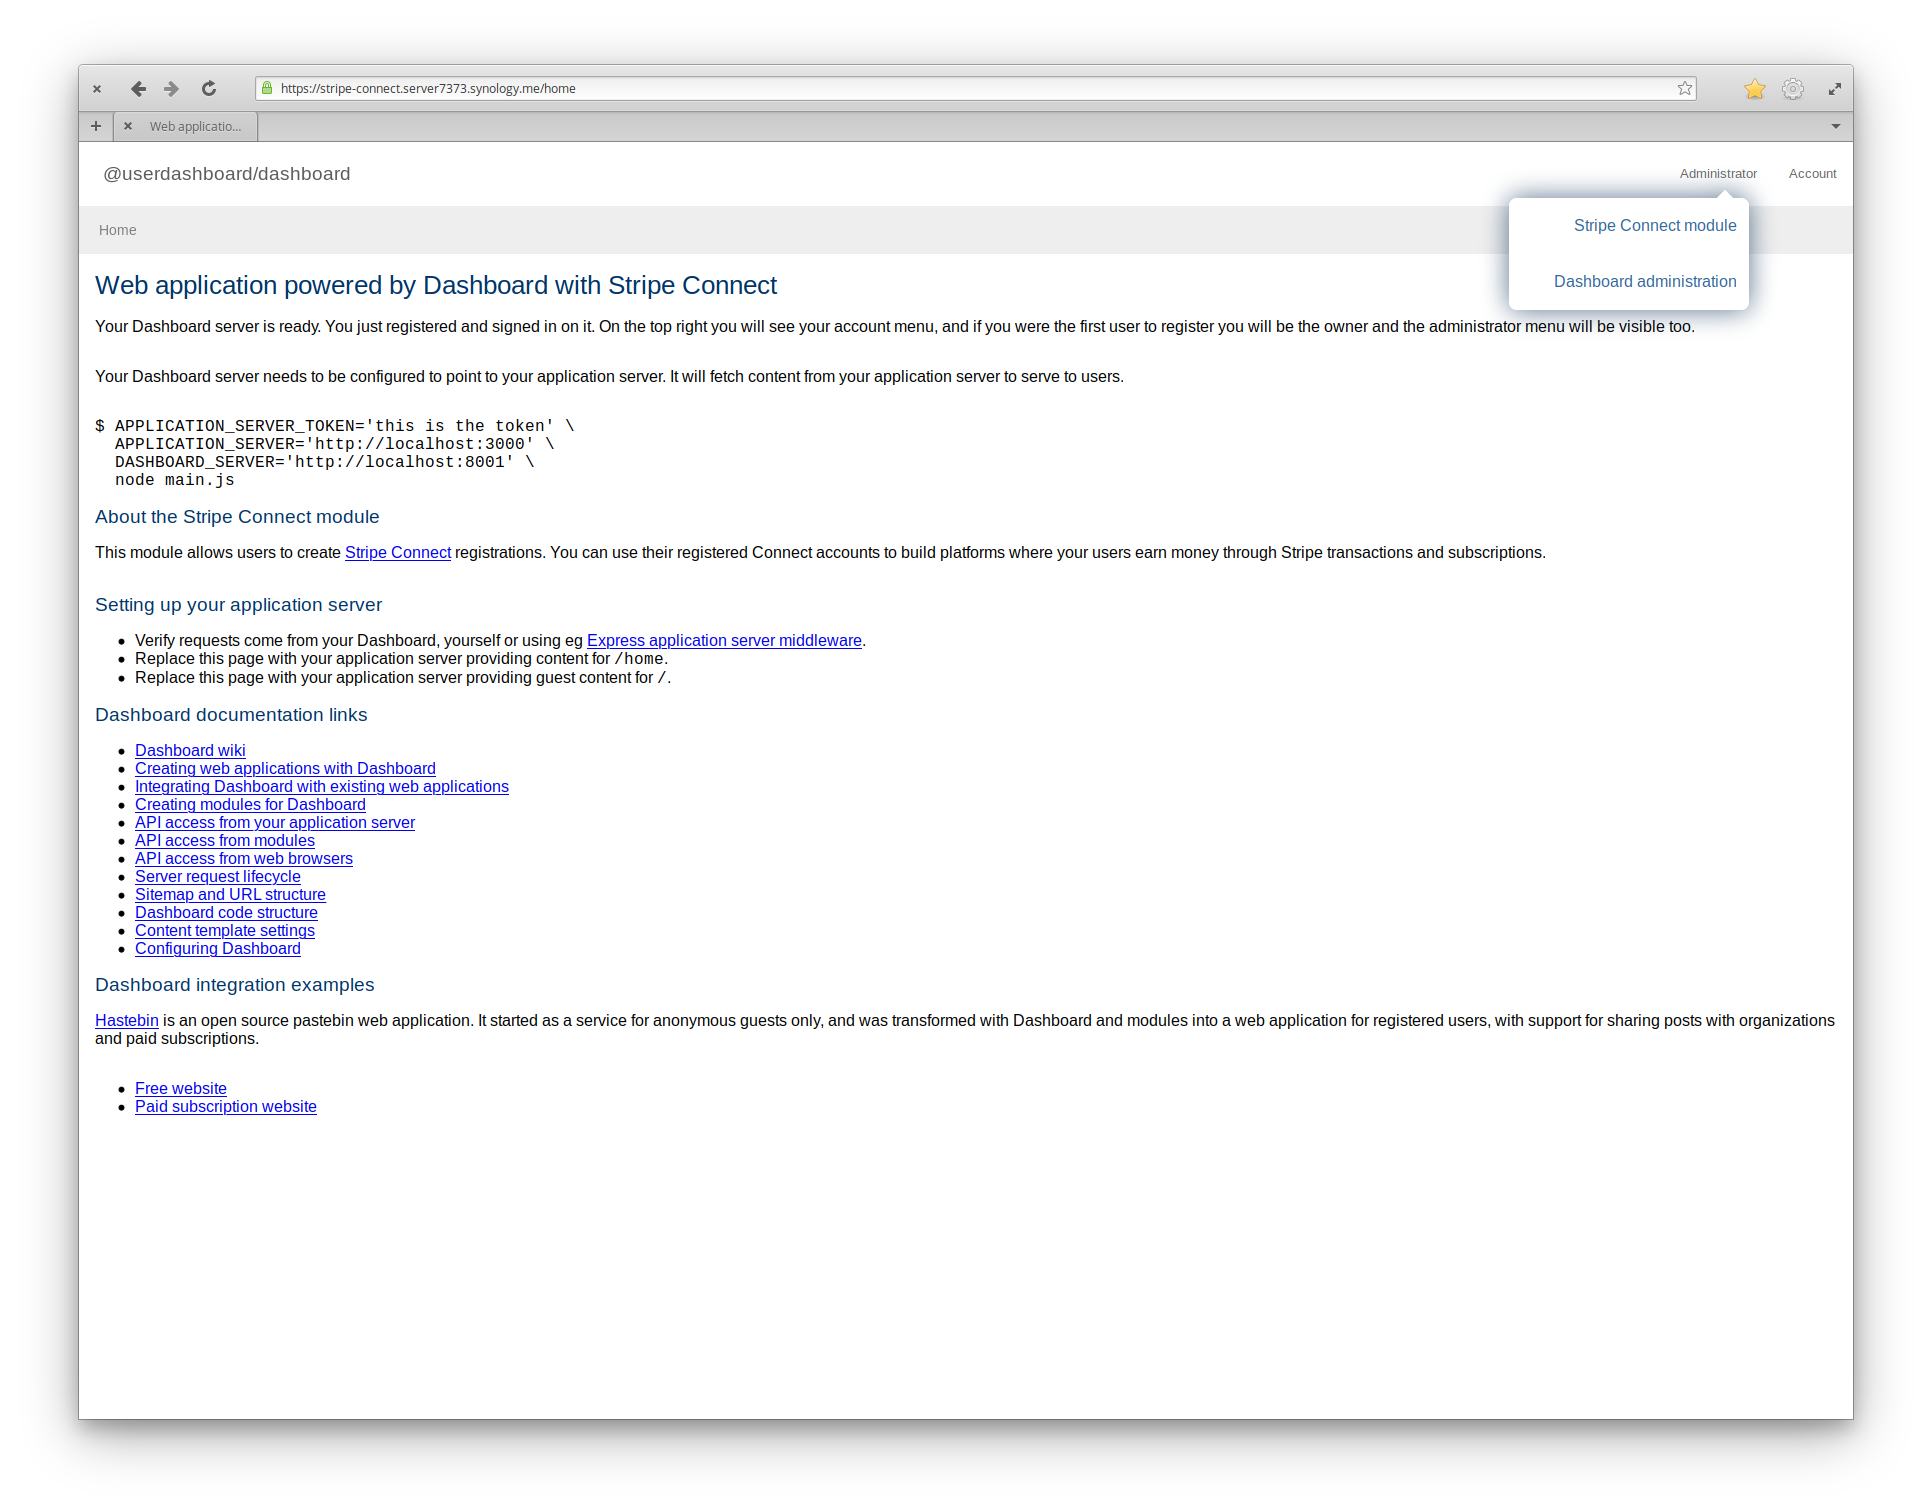 https://stripe-connect.server7373.synology.me/home
Web applicatio...
@userdashboard/dashboard
Administrator
Account
Home
Stripe Connect module
Dashboard administration
Web application powered by Dashboard with Stripe Connect
Your Dashboard server is ready. You just registered and signed in on it. On the top right you will see your account menu, and if you were the first user to register you will be the owner and the administrator menu will be visible too.
Your Dashboard server needs to be configured to point to your application server. It will fetch content from your application server to serve to users.
$ APPLICATION_SERVER_TOKEN='this is the token' \
  APPLICATION_SERVER='http://localhost:3000' \
  DASHBOARD_SERVER='http://localhost:8001' \
  node main.js
About the Stripe Connect module
This module allows users to create Stripe Connect registrations. You can use their registered Connect accounts to build platforms where your users earn money through Stripe transactions and subscriptions.
Setting up your application server
• Verify requests come from your Dashboard, yourself or using eg Express application server middleware.
• Replace this page with your application server providing content for /home.
• Replace this page with your application server providing guest content for /.
Dashboard documentation links
• Dashboard wiki
• Creating web applications with Dashboard
• Integrating Dashboard with existing web applications
• Creating modules for Dashboard
• API access from your application server
• API access from modules
• API access from web browsers
• Server request lifecycle
• Sitemap and URL structure
• Dashboard code structure
• Content template settings
• Configuring Dashboard
Dashboard integration examples
Hastebin is an open source pastebin web application. It started as a service for anonymous guests only, and was transformed with Dashboard and modules into a web application for registered users, with support for sharing posts with organizations
and paid subscriptions.
• Free website
• Paid subscription website